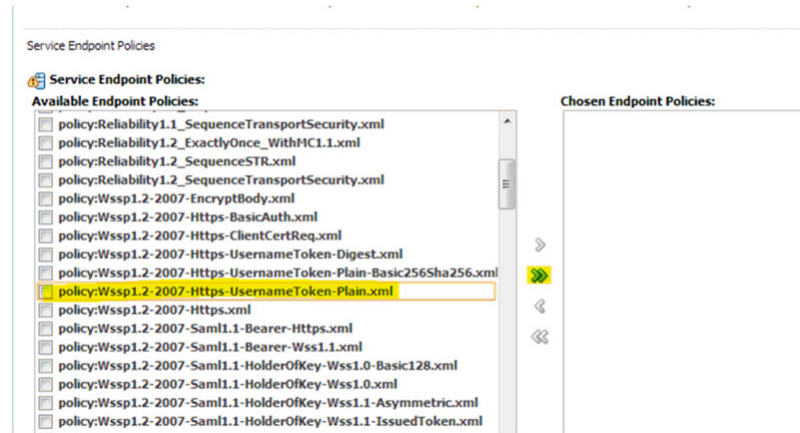 Service Endpoint Policies
Service Endpoint Policies:
Available Endpoint Policies:
Chosen Endpoint Policies:
policy:Reliability1.1_SequenceTransportSecurity.xml
policy:Reliability1.2_ExactlyOnce_WithMC1.1.xml
policy:Reliability1.2_SequenceSTR.xml
policy:Reliability1.2_SequenceTransportSecurity.xml
policy:Wssp1.2-2007-EncryptBody.xml
policy:Wssp1.2-2007-Https-BasicAuth.xml
policy:Wssp1.2-2007-Https-ClientCertReq.xml
policy:Wssp1.2-2007-Https-UsernameToken-Digest.xml
policy:Wssp1.2-2007-Https-UsernameToken-Plain-Basic256Sha256.xml
policy:Wssp1.2-2007-Https-UsernameToken-Plain.xml
policy:Wssp1.2-2007-Https.xml
policy:Wssp1.2-2007-Saml1.1-Bearer-Https.xml
policy:Wssp1.2-2007-Saml1.1-Bearer-Wss1.1.xml
policy:Wssp1.2-2007-Saml1.1-HolderOfKey-Wss1.0-Basic128.xml
policy:Wssp1.2-2007-Saml1.1-HolderOfKey-Wss1.0.xml
policy:Wssp1.2-2007-Saml1.1-HolderOfKey-Wss1.1-Asymmetric.xml
policy:Wssp1.2-2007-Saml1.1-HolderOfKey-Wss1.1-IssuedToken.xml